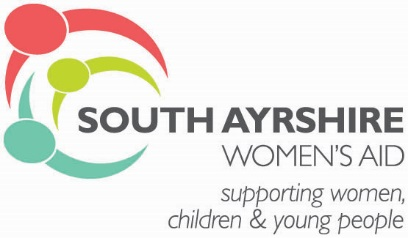 SOUTH AYRSHIRE
WOMEN'S AID
supporting women,
children & young people